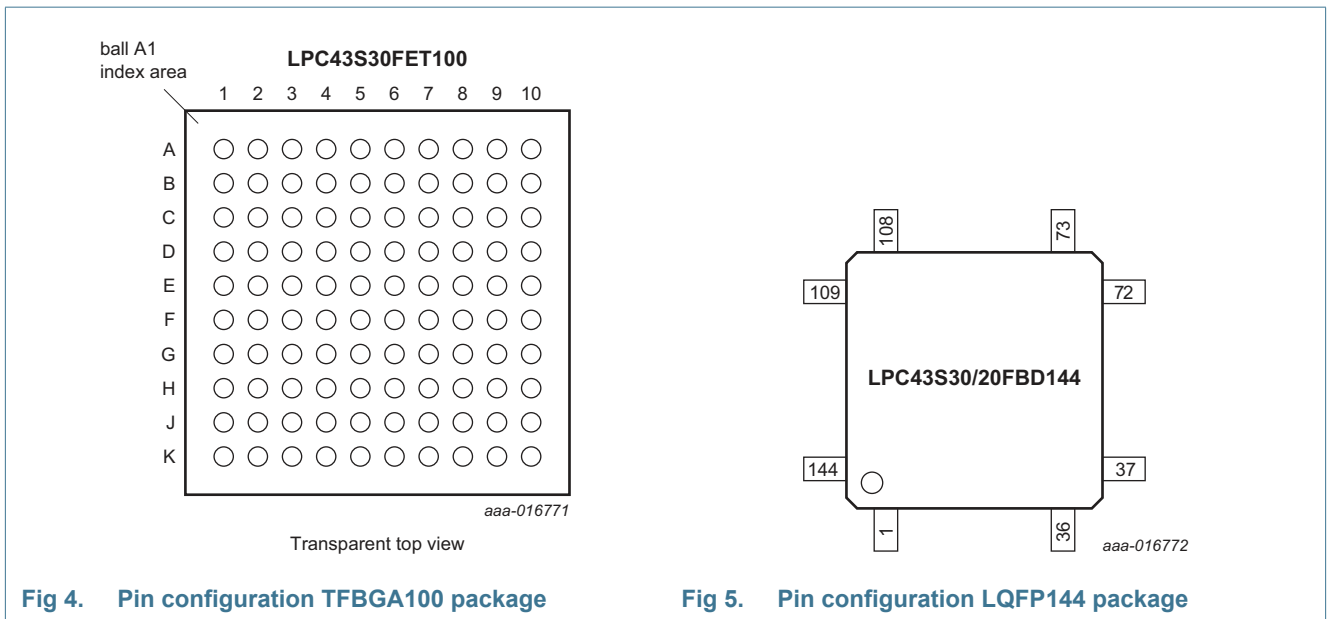 ball A1
index area
LPC43S30FET100
1 2 3 4 5 6 7 8 9 10
A
B
C
D
E
F
G
H
J
K
aaa-016771
Transparent top view
Fig 4. Pin configuration TFBGA100 package
108
73
109
72
LPC43S30/20FBD144
144
37
1
36
aaa-016772
Fig 5. Pin configuration LQFP144 package